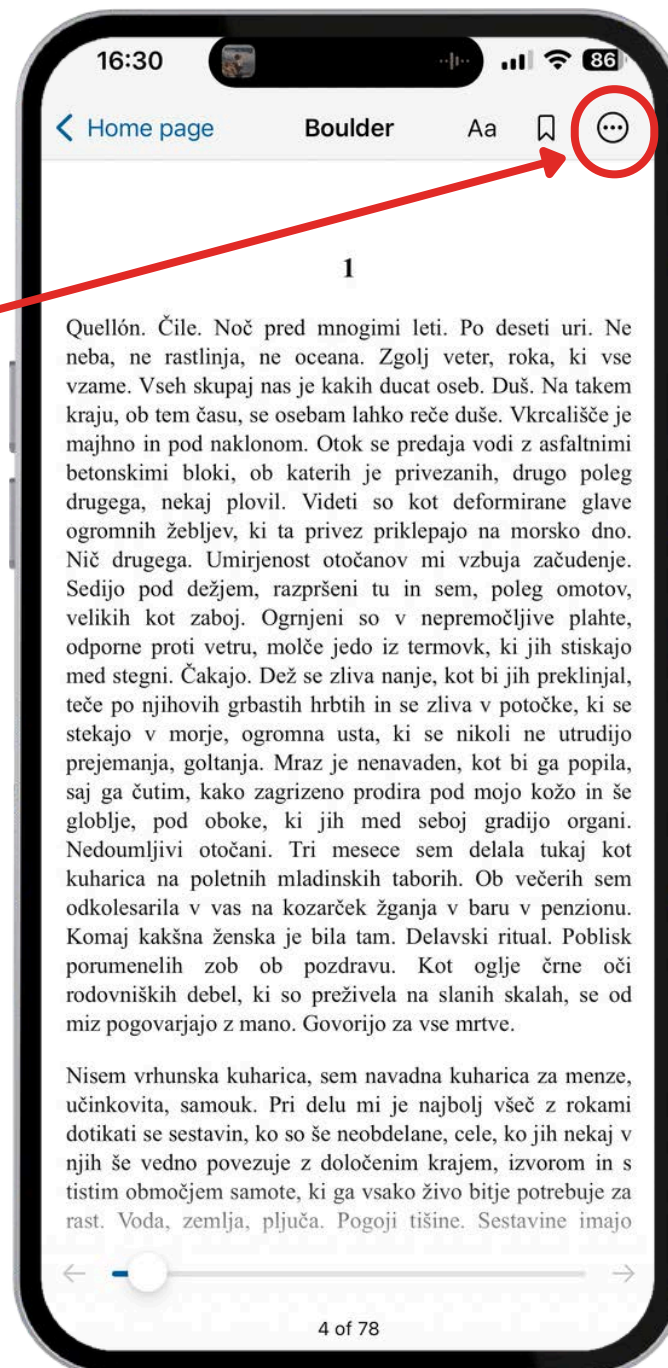 16:30 86
Home page Boulder Aa
1
Quellón. Čile. Noč pred mnogimi leti. Po deseti uri. Ne
neba, ne rastlinja, ne oceana. Zgolj veter, roka, ki vse
vzame. Vseh skupaj nas je kakih ducat oseb. Duš. Na takem
kraju, ob tem času, se osebam lahko reče duše. Vkrcališče je
majhno in pod naklonom. Otok se predaja vodi z asfaltnimi
betonskimi bloki, ob katerih je privezanih, drugo poleg
drugega, nekaj plovil. Videti so kot deformirane glave
ogromnih žebljev, ki ta privez priklepajo na morsko dno.
Nič drugega. Umirjenost otočanov mi vzbuja začudenje.
Sedijo pod dežjem, razpršeni tu in sem, poleg omotov,
velikih kot zaboj. Ogrnjeni so v nepremočljive plahte,
odporne proti vetru, molče jedo iz termovk, ki jih stiskajo
med stegni. Čakajo. Dež se zliva nanje, kot bi jih preklinjal,
teče po njihovih grbastih hrbtih in se zliva v potočke, ki se
stekajo v morje, ogromna usta, ki se nikoli ne utrudijo
prejemanja, goltanja. Mraz je nenavaden, kot bi ga popila,
saj ga čutim, kako zagrizeno prodira pod mojo kožo in še
globlje, pod oboke, ki jih med seboj gradijo organi.
Nedoumljivi otočani. Tri mesece sem delala tukaj kot
kuharica na poletnih mladinskih taborih. Ob večerih sem
odkolesarila v vas na kozarček žganja v baru v penzionu.
Komaj kakšna ženska je bila tam. Delavski ritual. Poblisk
porumenelih zob ob pozdravu. Kot oglje črne oči
rodovniških debel, ki so preživela na slanih skalah, se od
miz pogovarjajo z mano. Govorijo za vse mrtve.
Nisem vrhunska kuharica, sem navadna kuharica za menze,
učinkovita, samouk. Pri delu mi je najbolj všeč z rokami
dotikati se sestavin, ko so še neobdelane, cele, ko jih nekaj v
njih še vedno povezuje z določenim krajem, izvorom in s
tistim območjem samote, ki ga vsako živo bitje potrebuje za
rast. Voda, zemlja, pljuča. Pogoji tišine. Sestavine imajo
4 of 78